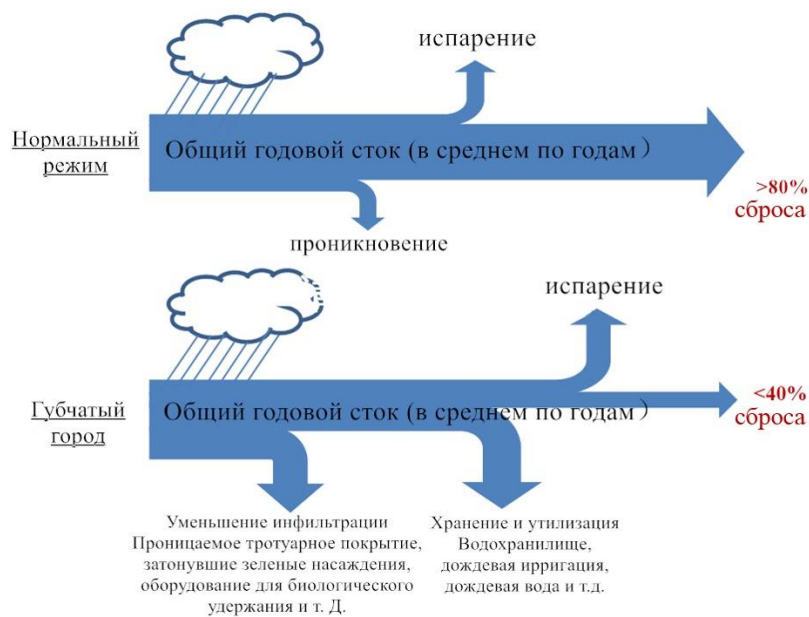 испарение
Нормальный
режим
Общий годовой сток (в среднем по годам）
>80%
сброса
проникновение
испарение
Губчатый
город
Общий годовой сток (в среднем по годам）
<40%
сброса
Уменьшение инфильтрации
Проницаемое тротуарное покрытие,
затонувшие зеленые насаждения,
оборудование для биологического
удержания и т. Д.
Хранение и утилизация
Водохранилище,
дождевая ирригация,
дождевая вода и т.д.